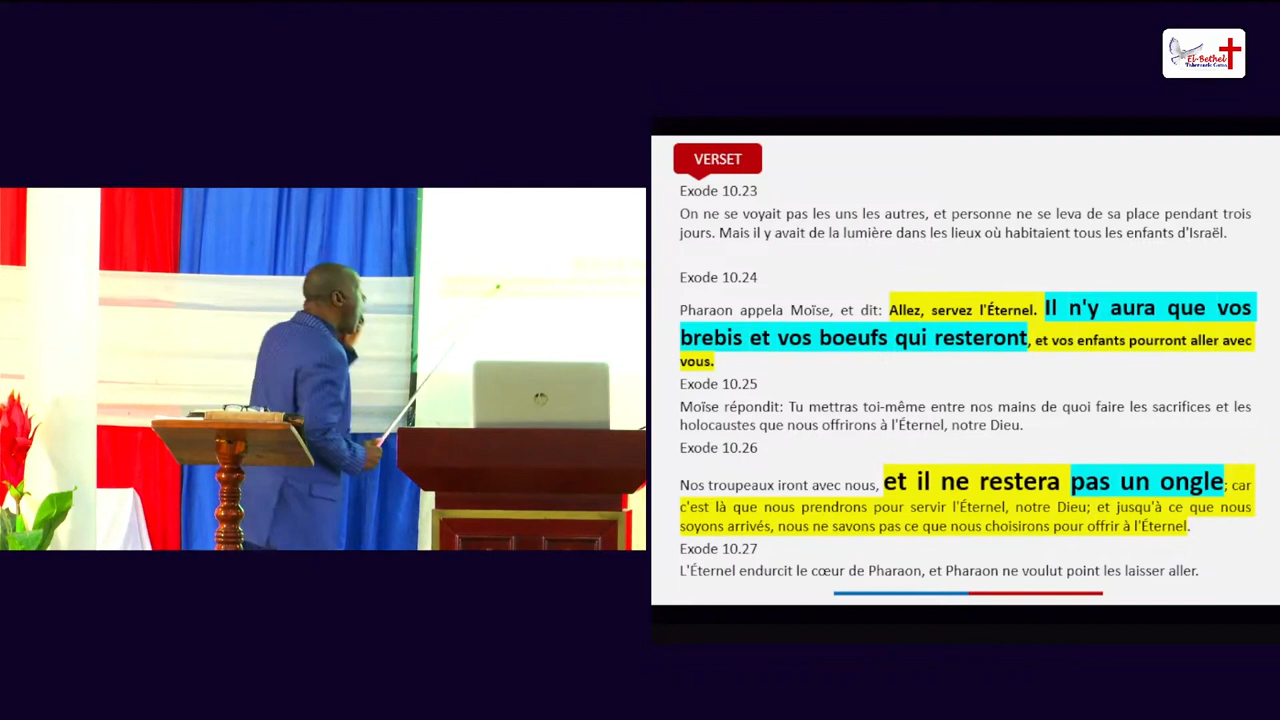 El-Bethel
VERSET
Exode 10.23
On ne se voyait pas les uns les autres, et personne ne se leva de sa place pendant trois
jours. Mais il y avait de la lumière dans les lieux où habitaient tous les enfants d'Israël.
Exode 10.24
Pharaon appela Moïse, et dit: Allez, servez l'Éternel. Il n'y aura que vos
brebis et vos boeufs qui resteront, et vos enfants pourront aller avec
vous.
Exode 10.25
Moïse répondit: Tu mettras toi-même entre nos mains de quoi faire les sacrifices et les
holocaustes que nous offrirons à l'Éternel, notre Dieu.
Exode 10.26
Nos troupeaux iront avec nous, et il ne restera pas un ongle; car
c'est là que nous prendrons pour servir l'Éternel, notre Dieu; et jusqu'à ce que nous
soyons arrivés, nous ne savons pas ce que nous choisirons pour offrir à l'Éternel.
Exode 10.27
L'Éternel endurcit le cœur de Pharaon, et Pharaon ne voulut point les laisser aller.